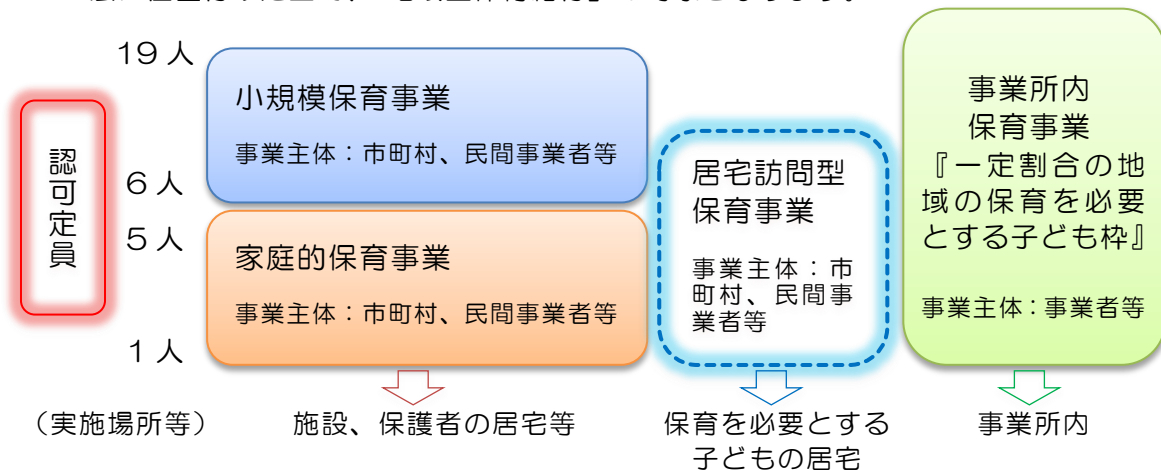 19人
小規模保育事業
事業主体：市町村、民間事業者等
6人
認可定員
5人
家庭的保育事業
事業主体：市町村、民間事業者等
1人
居宅訪問型
保育事業
事業主体：市
町村、民間事
業者等
事業所内
保育事業
『一定割合の地
域の保育を必要
とする子ども枠』
事業主体：事業者等
（実施場所等）
施設、保護者の居宅等
保育を必要とする
子どもの居宅
事業所内